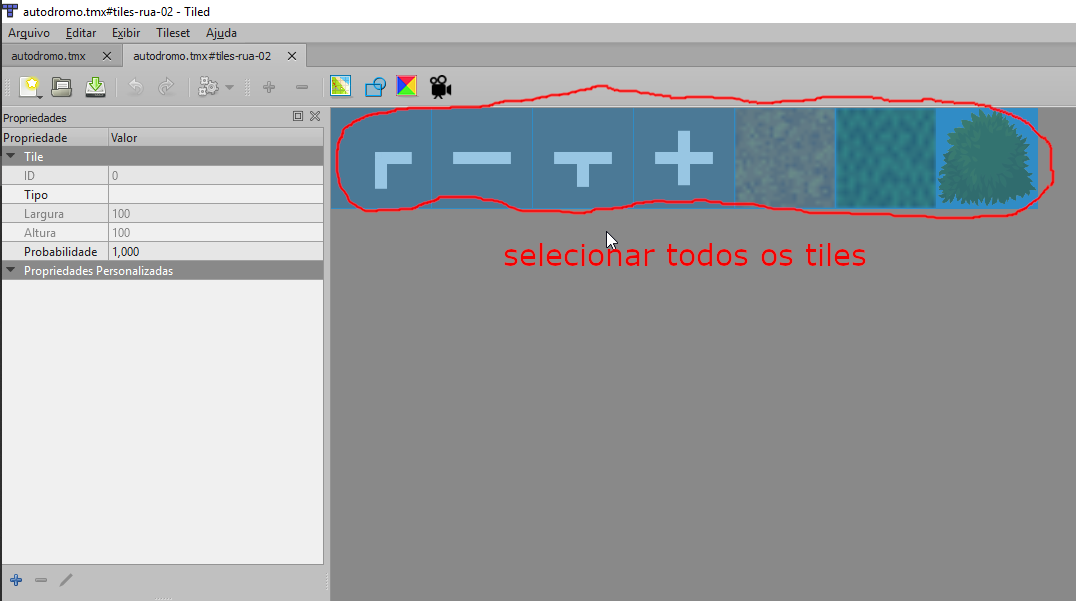 autodromo.tmx#tiles-rua-02 - Tiled
Arquivo Editar Exibir Tileset Ajuda
autodromo.tmx autodromo.tmx#tiles-rua-02
Propriedades
Propriedade Valor
Tile
ID 0
Tipo
Largura 100
Altura 100
Probabilidade 1,000
Propriedades Personalizadas
selecionar todos os tiles